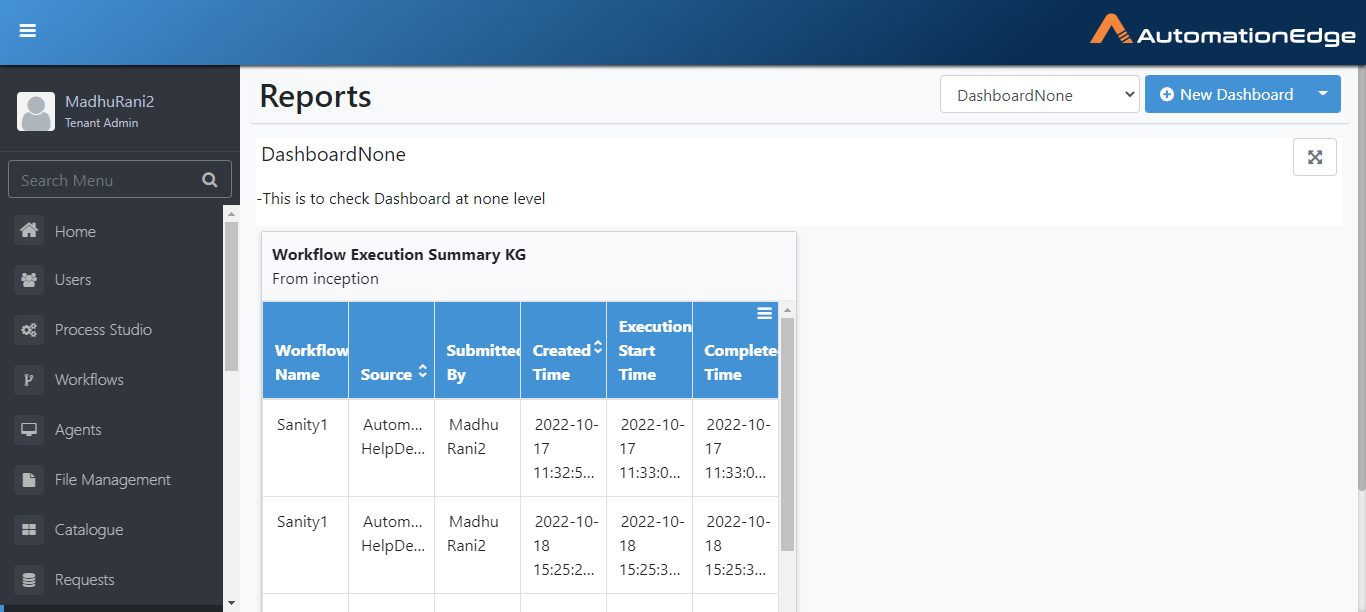 AutomationEdge
MadhuRani2
Tenant Admin
Search Menu
Home
Users
Process Studio
Workflows
Agents
File Management
Catalogue
Requests
Reports
DashboardNone
New Dashboard
DashboardNone
-This is to check Dashboard at none level
Workflow Execution Summary KG
From inception
Workflow
Name
Source
Submitted
By
Created
Time
Execution
Start
Time
Complete
Time
Sanity1
Autom...
HelpDe...
Madhu
Rani2
2022-10-
17
11:32:5...
2022-10-
17
11:33:0...
2022-10-
17
11:33:0...
Sanity1
Autom...
HelpDe...
Madhu
Rani2
2022-10-
18
15:25:2...
2022-10-
18
15:25:3...
2022-10-
18
15:25:3...